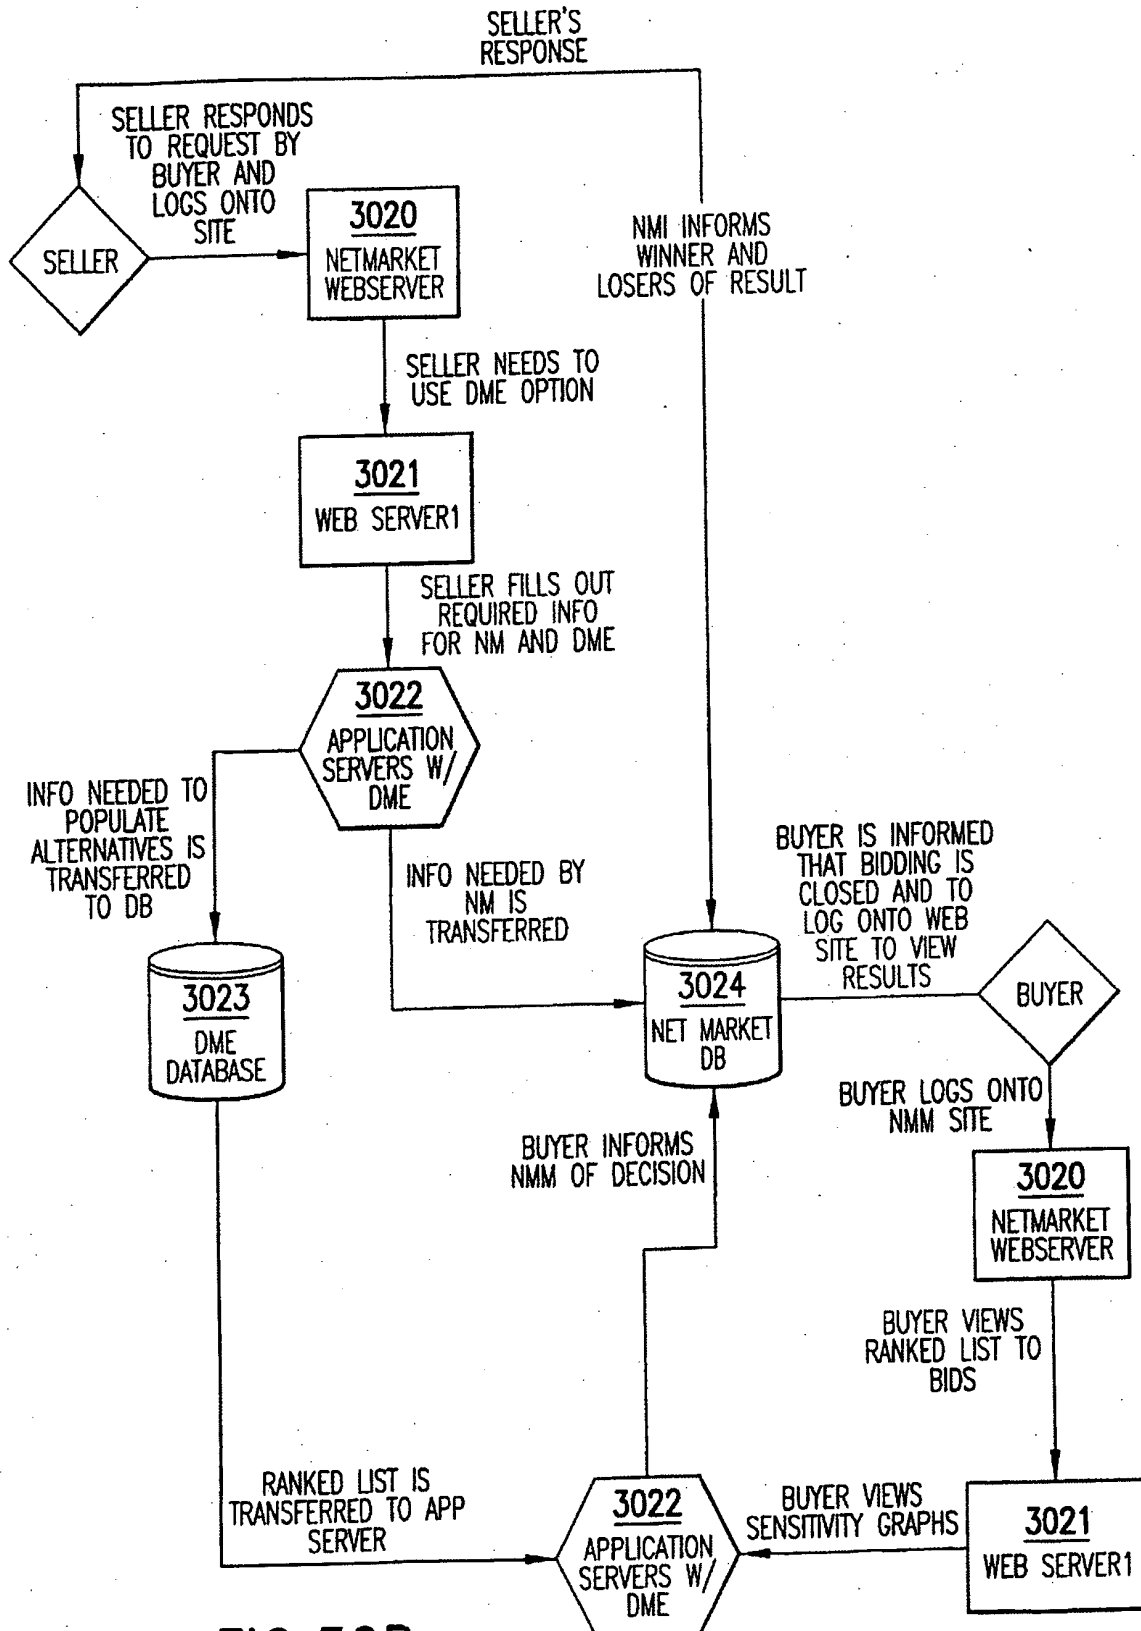 SELLER'S
RESPONSE
SELLER RESPONDS
TO REQUEST BY
BUYER AND
LOGS ONTO
SITE
SELLER
3020
NETMARKET
WEBSERVER
NMI INFORMS
WINNER AND
LOSERS OF RESULT
SELLER NEEDS TO
USE DME OPTION
3021
WEB SERVER1
SELLER FILLS OUT
REQUIRED INFO
FOR NM AND DME
3022
APPLICATION
SERVERS W/
DME
INFO NEEDED TO
POPULATE
ALTERNATIVES IS
TRANSFERRED
TO DB
INFO NEEDED BY
NM IS
TRANSFERRED
BUYER IS INFORMED
THAT BIDDING IS
CLOSED AND TO
LOG ONTO WEB
SITE TO VIEW
RESULTS
3023
DME
DATABASE
3024
NET MARKET
DB
BUYER
BUYER LOGS ONTO
NMM SITE
BUYER INFORMS
NMM OF DECISION
3020
NETMARKET
WEBSERVER
BUYER VIEWS
RANKED LIST TO
BIDS
RANKED LIST IS
TRANSFERRED TO APP
SERVER
3022
APPLICATION
SERVERS W/
DME
BUYER VIEWS
SENSITIVITY GRAPHS
3021
WEB SERVER1